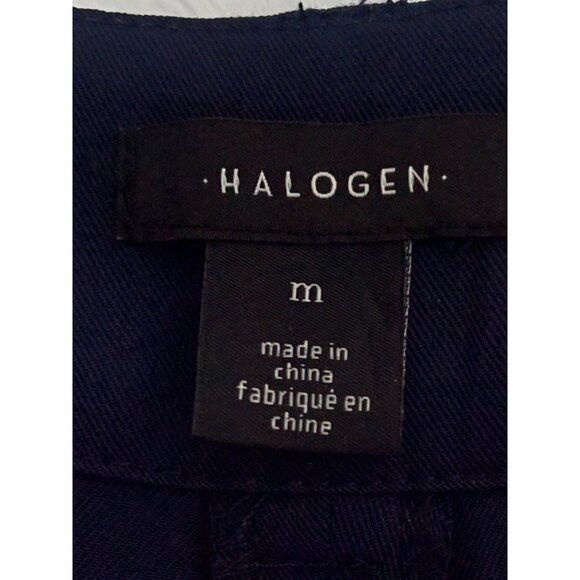 ·HALOGEN·
m
made in
china
fabriqué en
chine